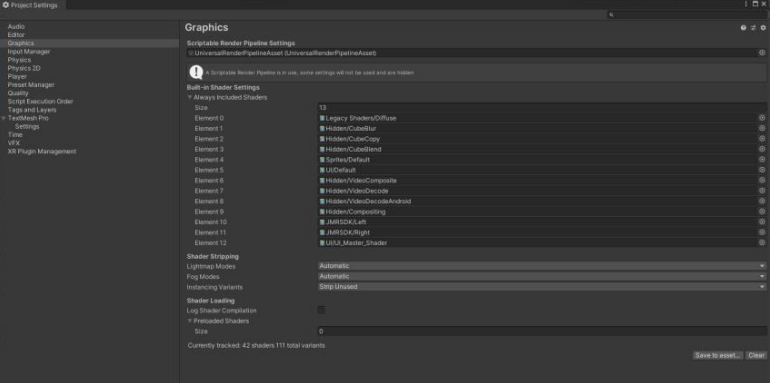 Project Settings
Audio
Editor
Graphics
Input Manager
Physics
Physics 2D
Player
Preset Manager
Quality
Script Execution Order
Tags and Layers
TextMesh Pro
Settings
Time
VFX
XR Plugin Management
Graphics
Scriptable Render Pipeline Settings
UniversalRenderPipelineAsset (UniversalRenderPipelineAsset)
A Scriptable Render Pipeline is in use, some settings will not be used and are hidden
Built-in Shader Settings
Always Included Shaders
Size 13
Element 0 Legacy Shaders/Diffuse
Element 1 Hidden/CubeBlur
Element 2 Hidden/CubeCopy
Element 3 Hidden/CubeBlend
Element 4 Sprites/Default
Element 5 UI/Default
Element 6 Hidden/VideoComposite
Element 7 Hidden/VideoDecode
Element 8 Hidden/VideoDecodeAndroid
Element 9 Hidden/Compositing
Element 10 JMRSDK/Left
Element 11 JMRSDK/Right
Element 12 UI/UI_Master_Shader
Shader Stripping
Lightmap Modes Automatic
Fog Modes Automatic
Instancing Variants Strip Unused
Shader Loading
Log Shader Compilation
Preloaded Shaders
Size 0
Currently tracked: 42 shaders 111 total variants
Save to asset... Clear